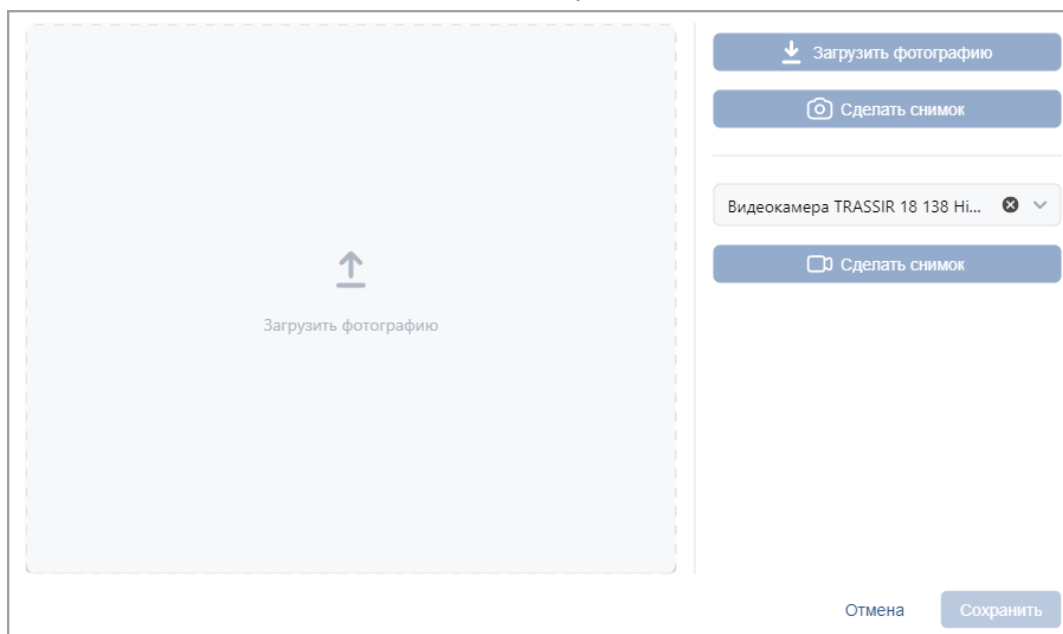 Загрузить фотографию
Сделать снимок
Видеокамера TRASSIR 18 138 Hi...
Сделать снимок
Загрузить фотографию
Отмена
Сохранить